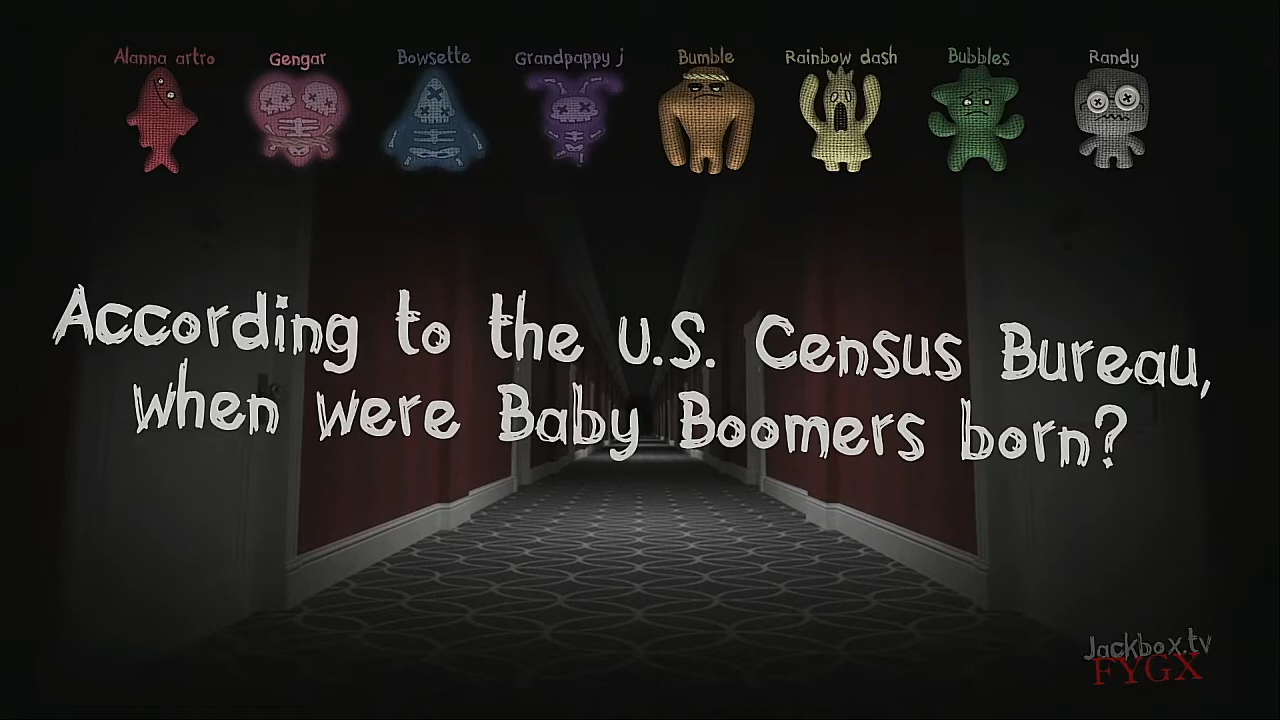 Alanna artro Gengar Bowsette Grandpappy j Bumble Rainbow dash Bubbles Randy
According to the U.S. Census Bureau,
when were Baby Boomers born?
Jackbox.tv
FYGX